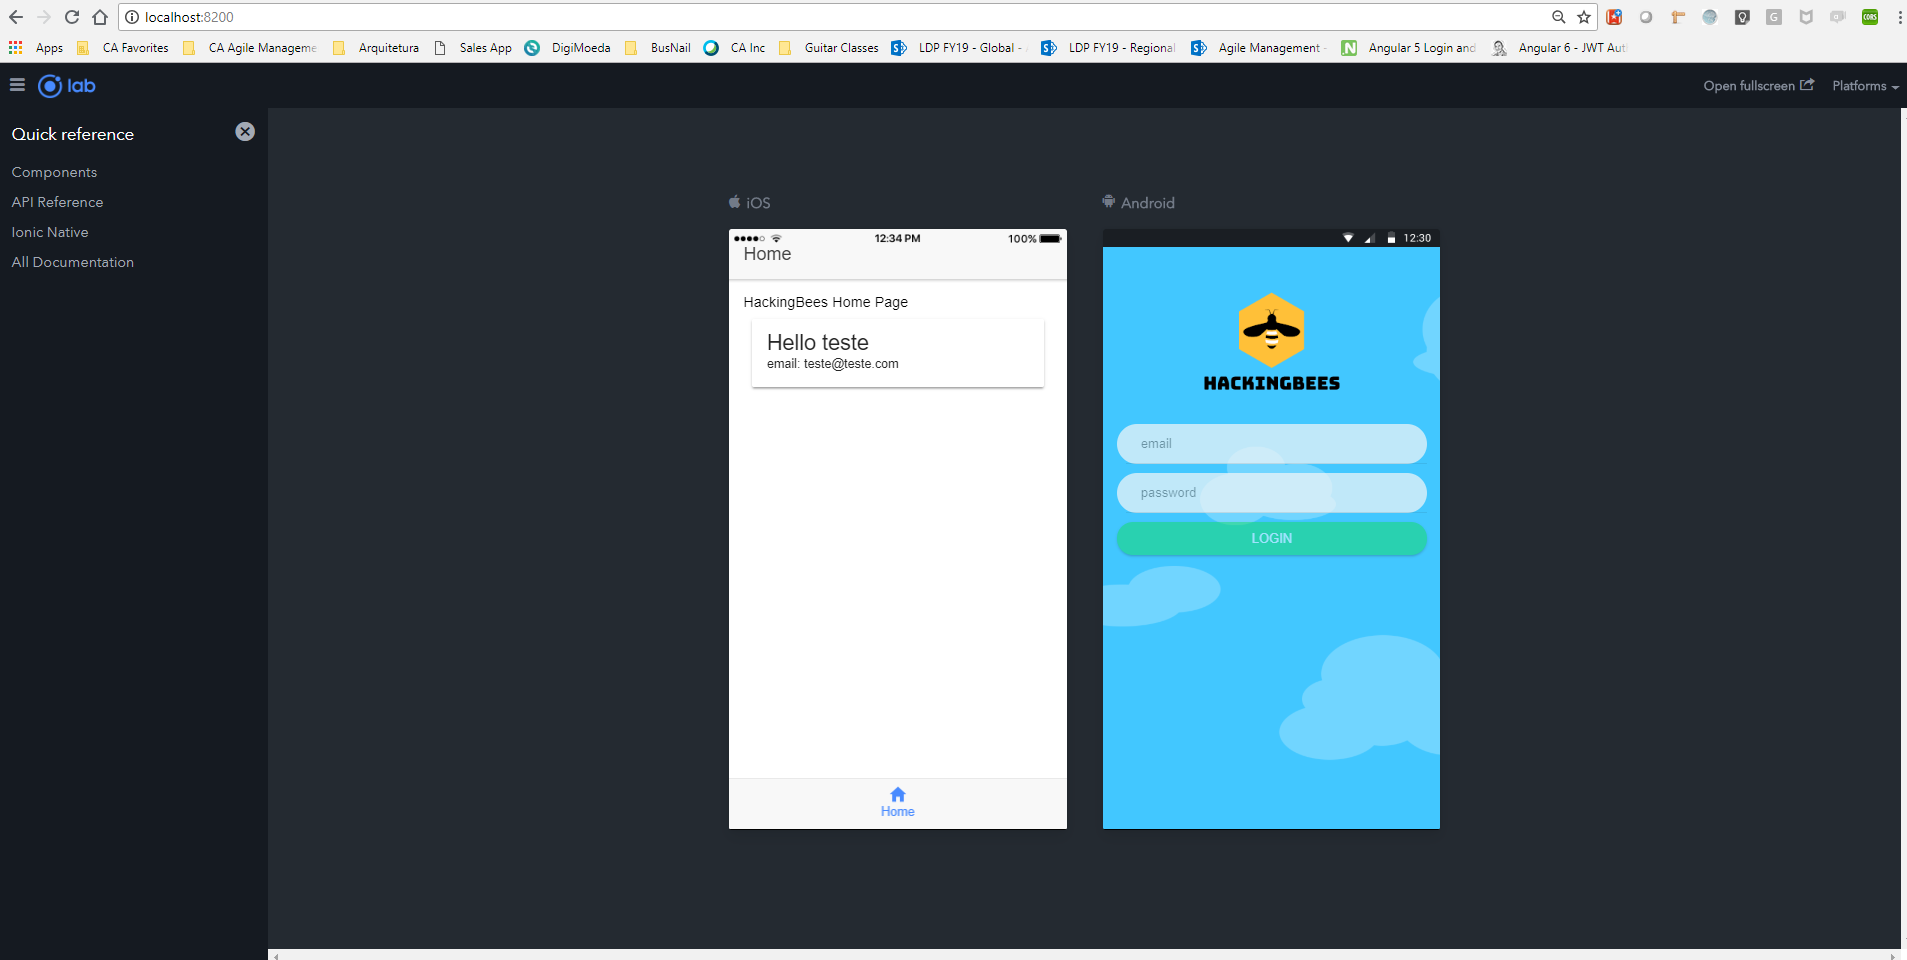 localhost:8200
Apps CA Favorites CA Agile Manageme Arquitetura Sales App DigiMoeda BusNail CA Inc Guitar Classes LDP FY19 - Global - LDP FY19 - Regional Agile Management - Angular 5 Login and Angular 6 - JWT Aut
lab
Open fullscreen Platforms
Quick reference
Components
API Reference
Ionic Native
All Documentation
iOS
12:34 PM 100%
Home
HackingBees Home Page
Hello teste
email: teste@teste.com
Home
Android
12:30
HACKINGBEES
email
password
LOGIN